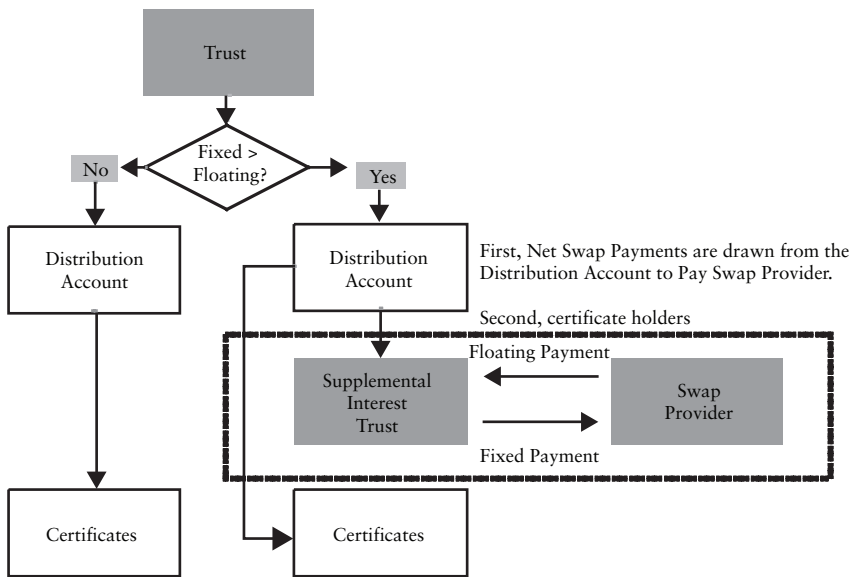 Trust
Fixed >
Floating?
No
Yes
Distribution
Account
Distribution
Account
First, Net Swap Payments are drawn from the
Distribution Account to Pay Swap Provider.
Second, certificate holders
Floating Payment
Supplemental
Interest
Trust
Swap
Provider
Fixed Payment
Certificates
Certificates